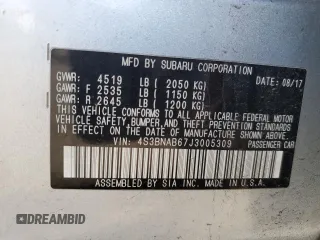 MFD BY SUBARU CORPORATION
GVWR: 4519 LB ( 2050 KG) DATE: 08/17
GAWR: F 2535 LB ( 1150 KG)
GAWR: R 2645 LB ( 1200 KG)
THIS VEHICLE CONFORMS TO ALL APPLICABLE FEDERAL MOTOR
VEHICLE SAFETY, BUMPER, AND THEFT PREVENTION STANDARDS
IN EFFECT ON THE DATE OF MANUFACTURE SHOWN ABOVE.
VIN: 4S3BNAB67J3005309 PASSENGER CAR
ASSEMBLED BY SIA INC. MADE IN U.S.A.
DREAMBID